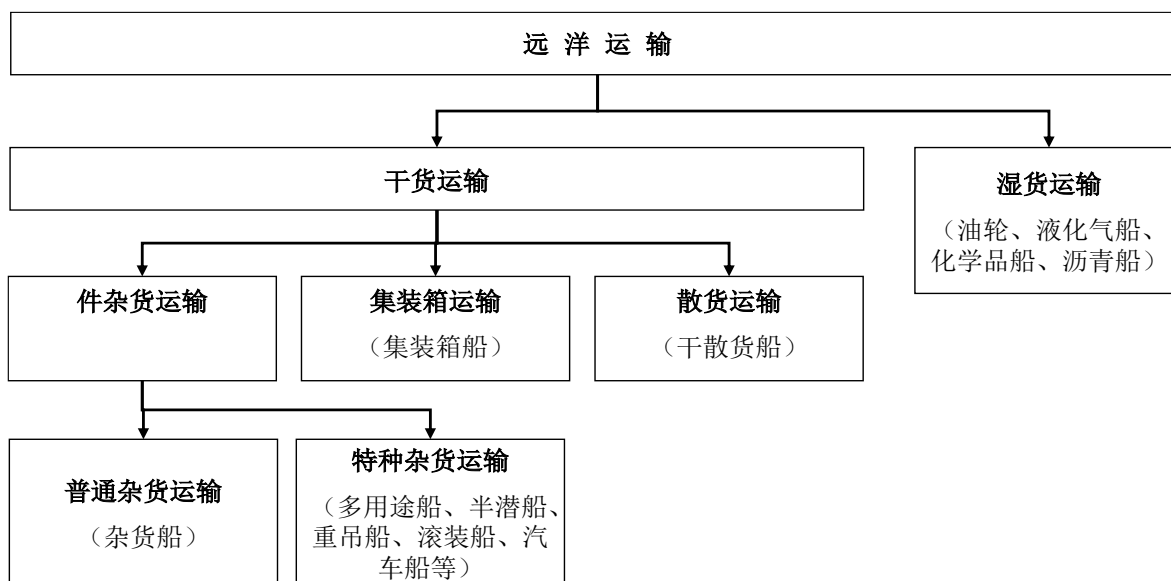 远 洋 运 输
干货运输
湿货运输
（油轮、液化气船、
化学品船、沥青船）
件杂货运输
集装箱运输
（集装箱船）
散货运输
（干散货船）
普通杂货运输
（杂货船）
特种杂货运输
（多用途船、半潜船、
重吊船、滚装船、汽
车船等）